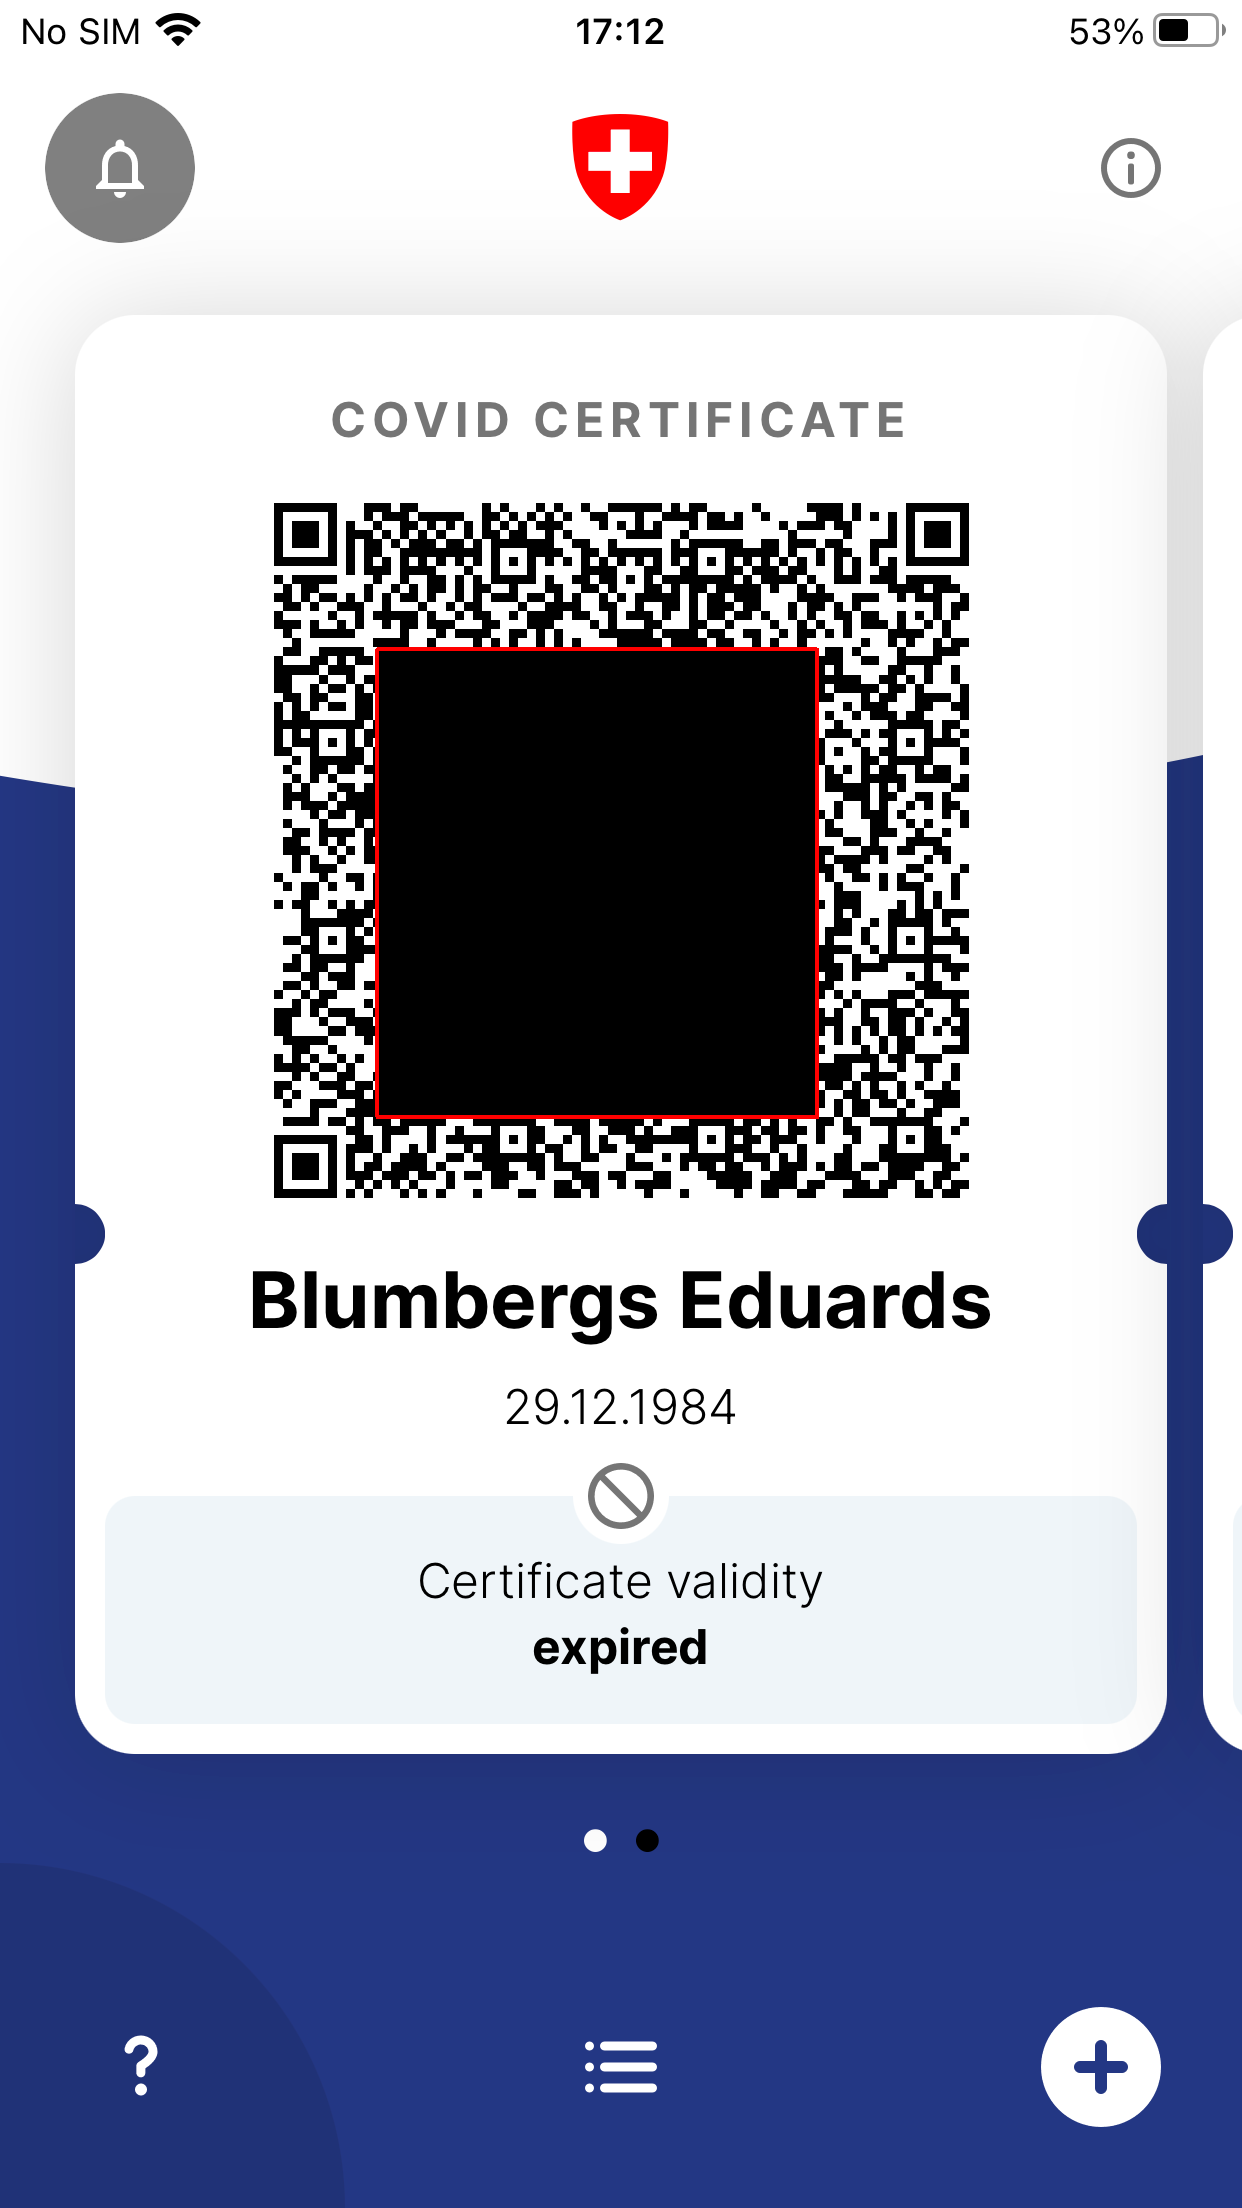 No SIM 17:12 53%
COVID CERTIFICATE
Blumbergs Eduards
29.12.1984
Certificate validity
expired